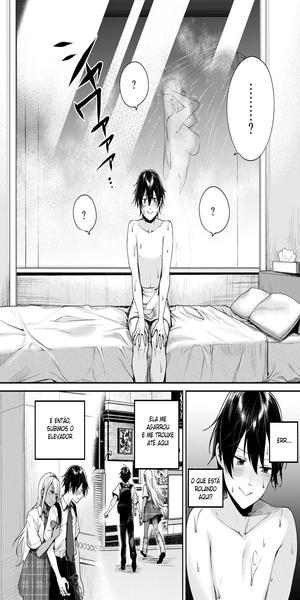 ………?
シャワアアア…
?
?
?
ERR...
O QUE ESTÁ
ROLANDO
AQUI?
ELA ME
AGARROU
E ME TROUXE
ATÉ AQUI
E ENTÃO,
SUBIMOS O
ELEVADOR